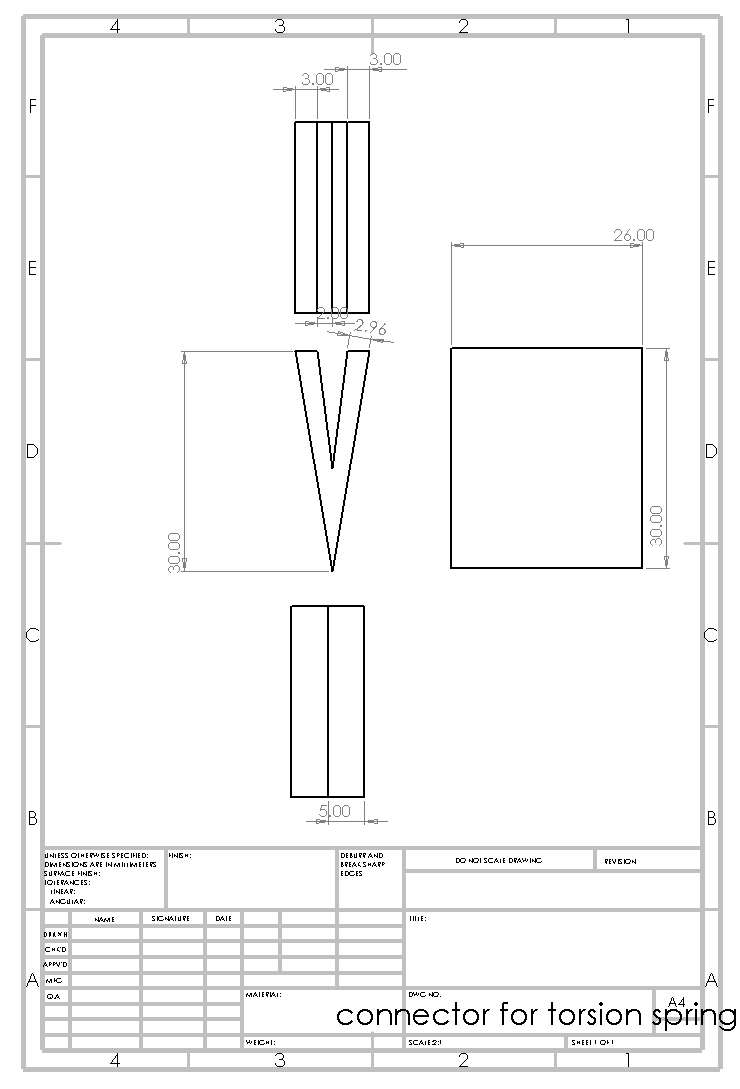 4 3 2 1
F F
3.00
3.00
26.00
E E
2.00
2.96
D D
30.00
30.00
C C
5.00
B B
UNLESS OTHERWISE SPECIFIED:
DIMENSIONS ARE IN MILLIMETERS
SURFACE FINISH:
TOLERANCES:
LINEAR:
ANGULAR:
FINISH:
DEBURR AND
BREAK SHARP
EDGES
DO NOT SCALE DRAWING
REVISION
NAME SIGNATURE DATE
TITLE:
DRAWN
CHK'D
APPV'D
MFG
Q.A
A A
MATERIAL:
DWG NO.
A4
connector for torsion spring
WEIGHT:
SCALE:2:1
SHEET 1 OF 1
4 3 2 1